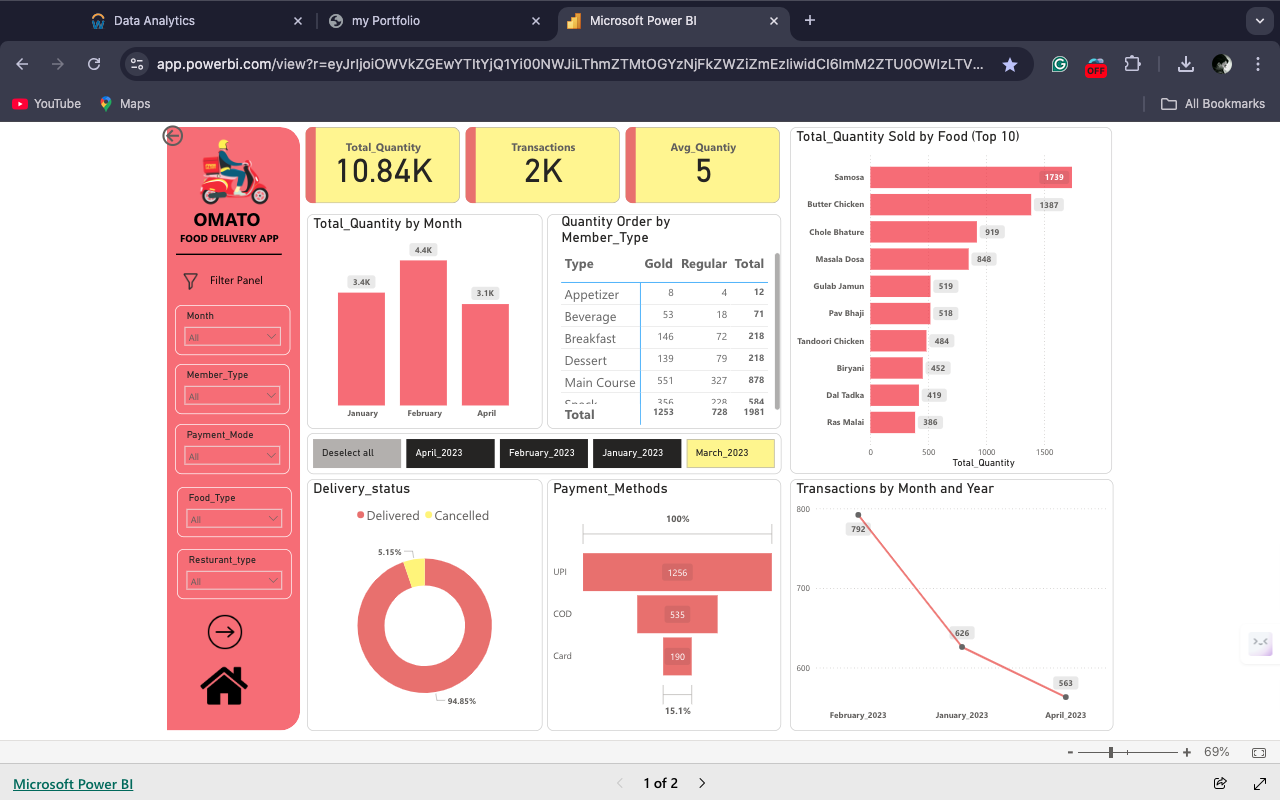 Data Analytics
my Portfolio
Microsoft Power BI
app.powerbi.com/view?r=eyJrIjoiOWVkZGEwYTItYjQ1Yi00NWJiLThmZTMtOGYzNjFkZWZiZmEzIiwidCI6ImM2ZTU0OWIzLTV...
OFF
YouTube
Maps
All Bookmarks
OMATO
FOOD DELIVERY APP
Filter Panel
Month
All
Member_Type
All
Payment_Mode
All
Food_Type
All
Resturant_type
All
Total_Quantity
10.84K
Transactions
2K
Avg_Quantiy
5
Total_Quantity by Month
3.4K
4.4K
3.1K
January February April
Quantity Order by
Member_Type
Type Gold Regular Total
Appetizer 8 4 12
Beverage 53 18 71
Breakfast 146 72 218
Dessert 139 79 218
Main Course 551 327 878
Snack 356 228 584
Total 1253 728 1981
Total_Quantity Sold by Food (Top 10)
Samosa 1739
Butter Chicken 1387
Chole Bhature 919
Masala Dosa 848
Gulab Jamun 519
Pav Bhaji 518
Tandoori Chicken 484
Biryani 452
Dal Tadka 419
Ras Malai 386
0 500 1000 1500
Total_Quantity
Deselect all April_2023 February_2023 January_2023 March_2023
Delivery_status
Delivered Cancelled
5.15%
94.85%
Payment_Methods
100%
UPI 1256
COD 535
Card 190
15.1%
Transactions by Month and Year
800
700
600
792
626
563
February_2023 January_2023 April_2023
- + 69%
Microsoft Power BI
1 of 2